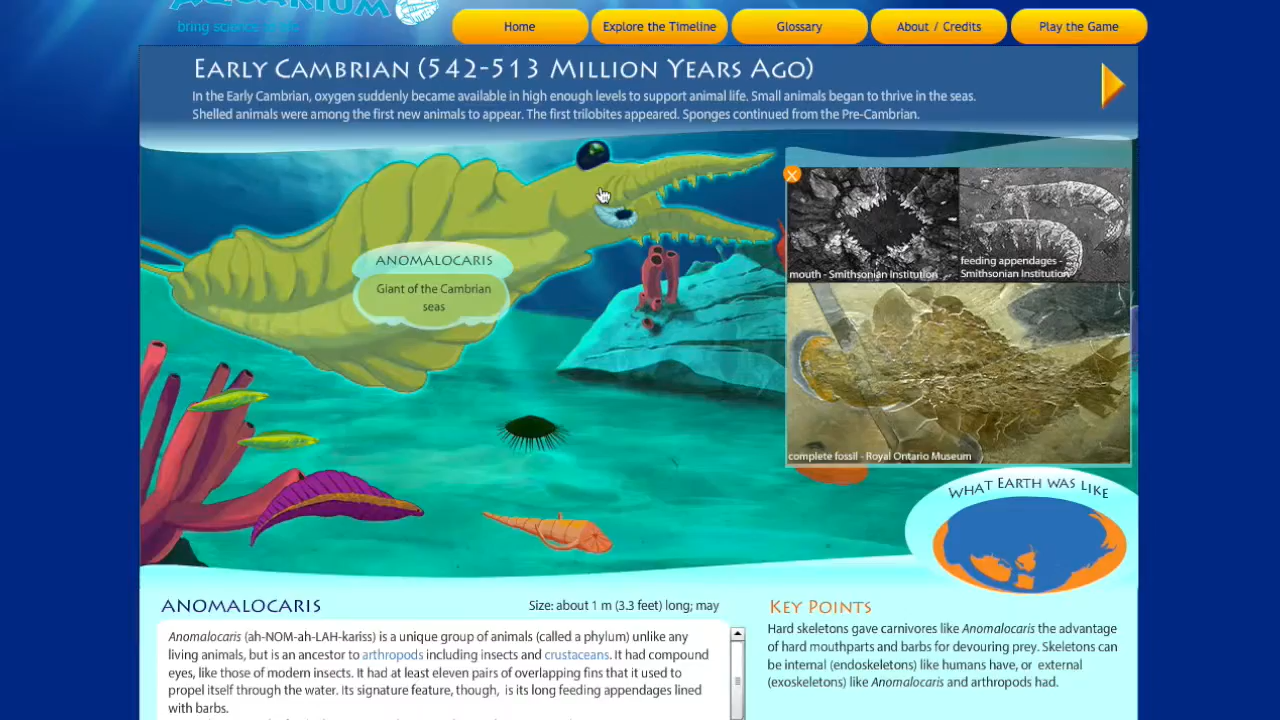 AQUARIUM
bring science to life
Home
Explore the Timeline
Glossary
About / Credits
Play the Game
Early Cambrian (542-513 Million Years Ago)
In the Early Cambrian, oxygen suddenly became available in high enough levels to support animal life. Small animals began to thrive in the seas.
Shelled animals were among the first new animals to appear. The first trilobites appeared. Sponges continued from the Pre-Cambrian.
X
mouth - Smithsonian Institution
feeding appendages -
Smithsonian Institution
complete fossil - Royal Ontario Museum
ANOMALOCARIS
Giant of the Cambrian
seas
WHAT EARTH WAS LIKE
ANOMALOCARIS
Size: about 1 m (3.3 feet) long; may
Anomalocaris (ah-NOM-ah-LAH-kariss) is a unique group of animals (called a phylum) unlike any
living animals, but is an ancestor to arthropods including insects and crustaceans. It had compound
eyes, like those of modern insects. It had at least eleven pairs of overlapping fins that it used to
propel itself through the water. Its signature feature, though, is its long feeding appendages lined
with barbs.
Key Points
Hard skeletons gave carnivores like Anomalocaris the advantage
of hard mouthparts and barbs for devouring prey. Skeletons can
be internal (endoskeletons) like humans have, or external
(exoskeletons) like Anomalocaris and arthropods had.